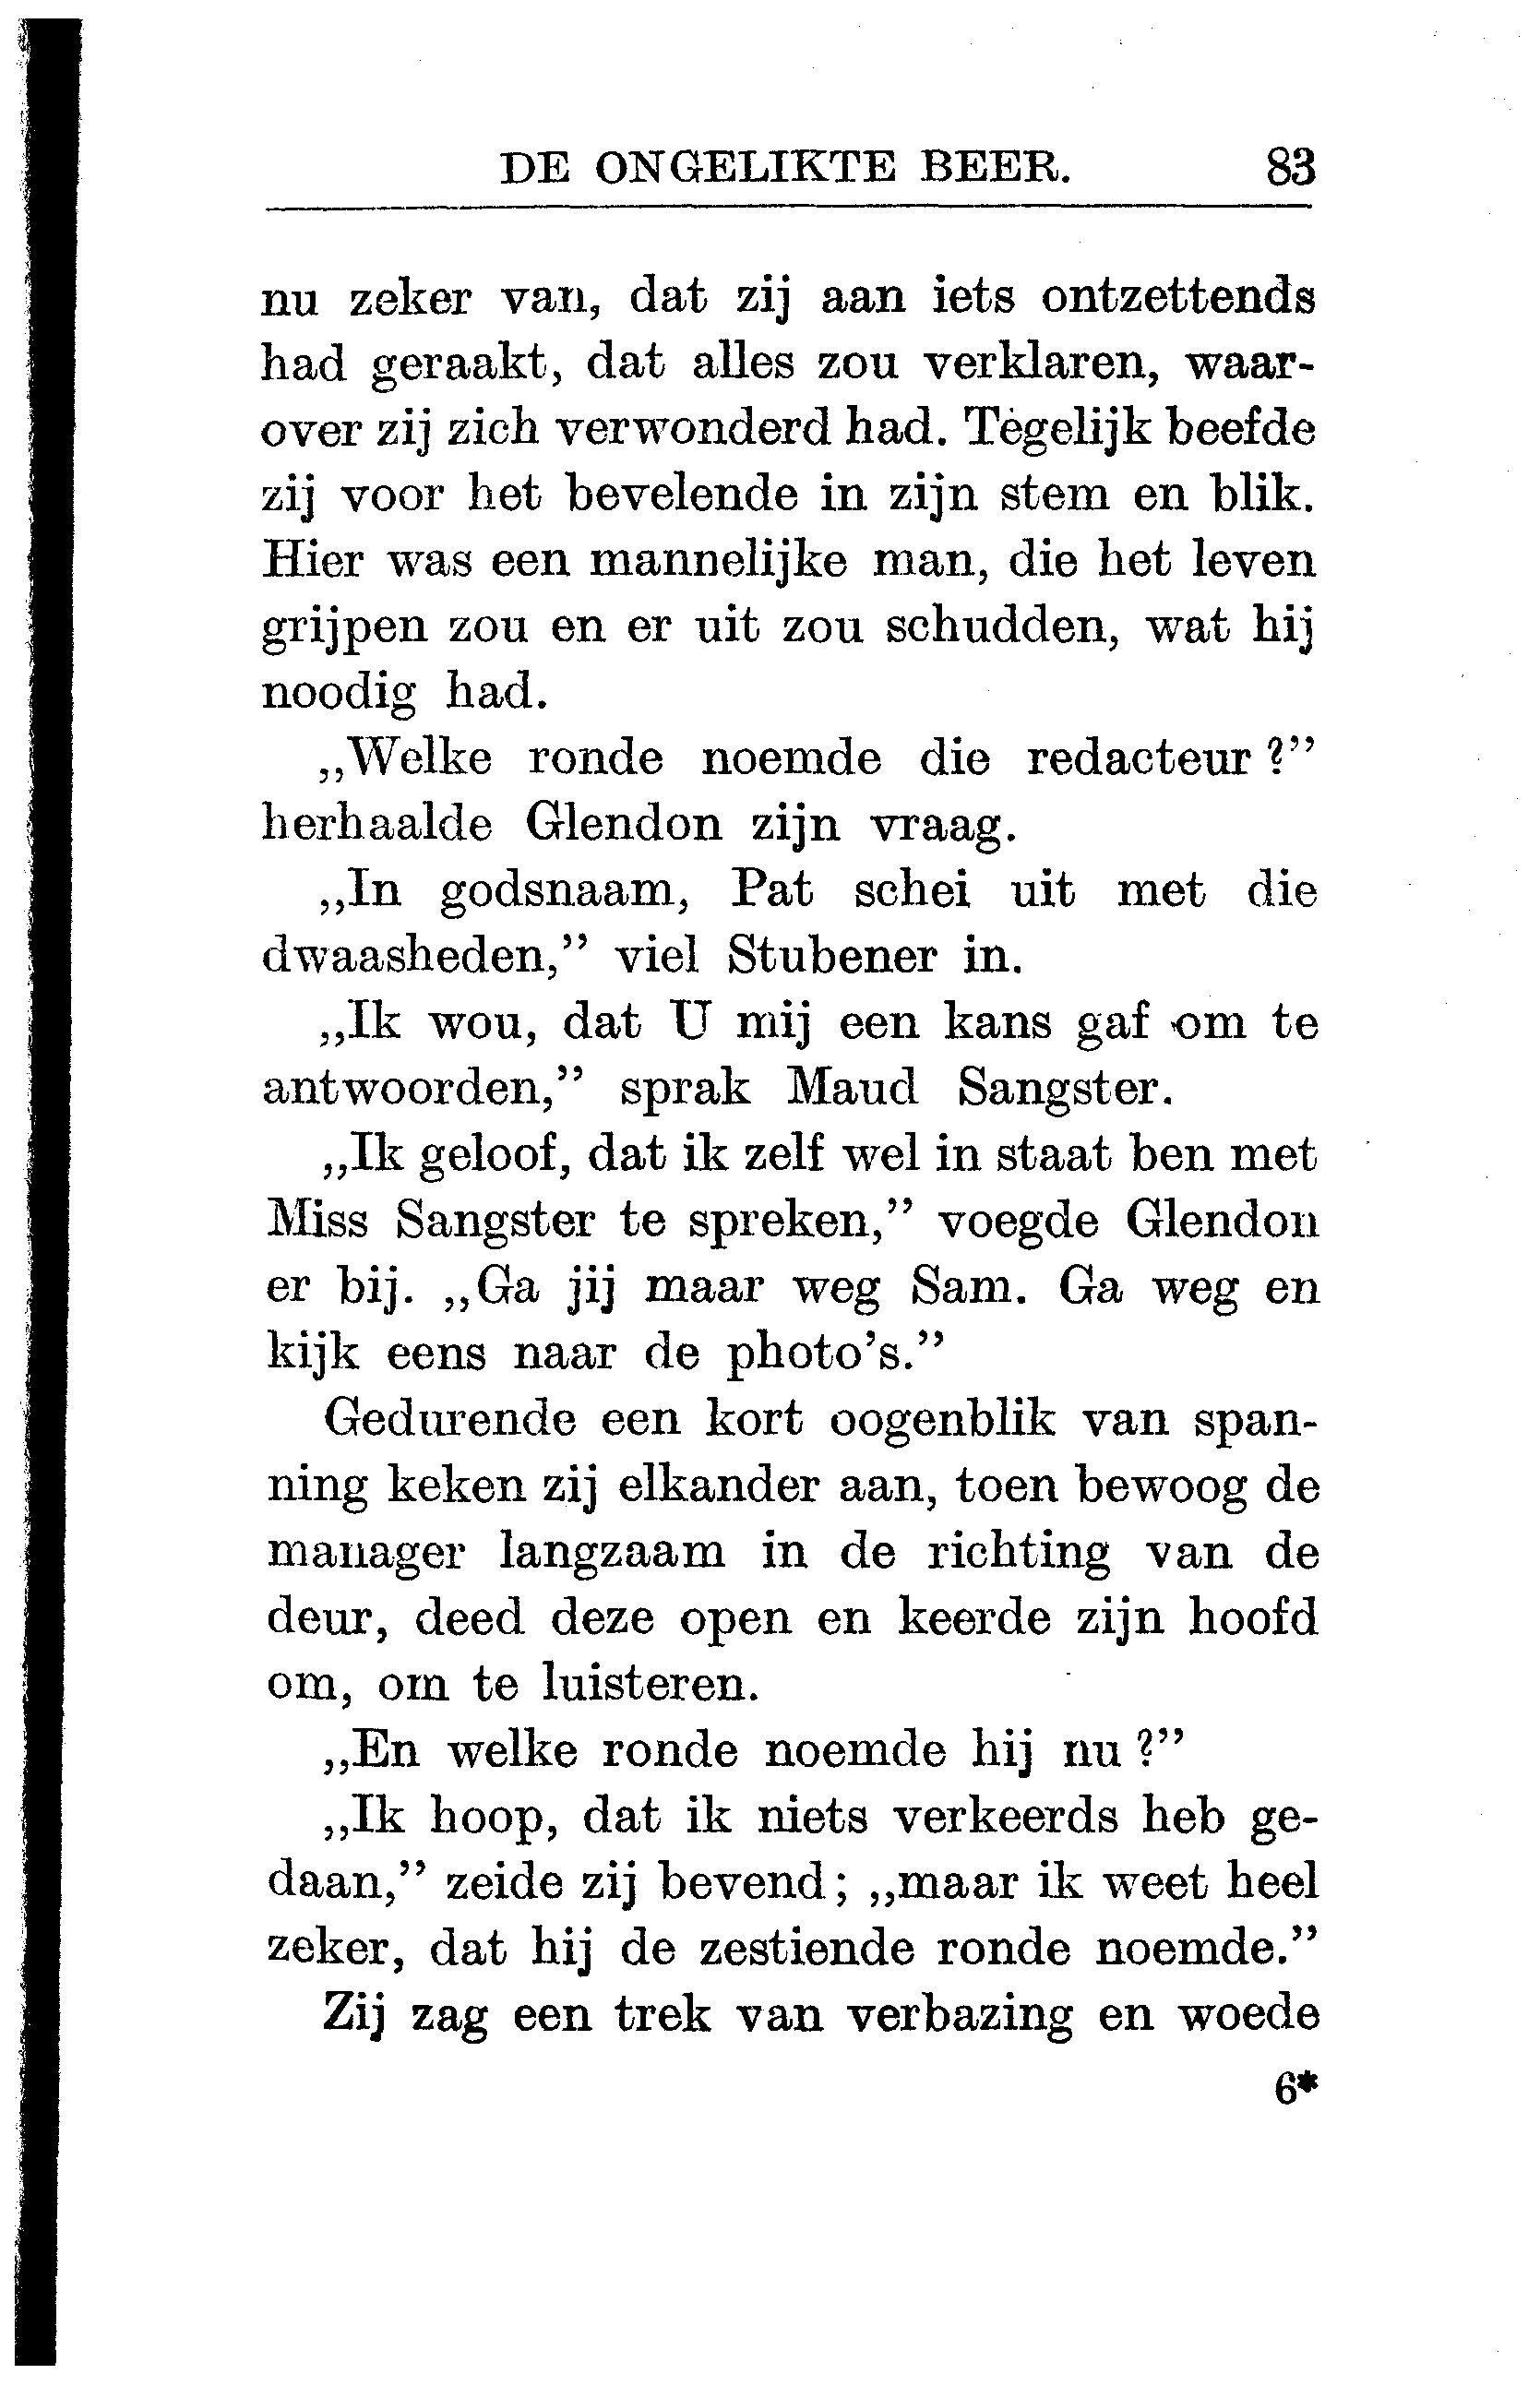 DE ONGELIKTE BEER. 83
nu zeker van, dat zij aan iets ontzettends
had geraakt, dat alles zou verklaren, waar-
over zij zich verwonderd had. Tegelijk beefde
zij voor het bevelende in zijn stem en blik.
Hier was een mannelijke man, die het leven
grijpen zou en er uit zou schudden, wat hij
noodig had.
„Welke ronde noemde die redacteur ?”
herhaalde Glendon zijn vraag.
„In godsnaam, Pat schei uit met die
dwaasheden,” viel Stubener in.
„Ik wou, dat U mij een kans gaf om te
antwoorden,” sprak Maud Sangster.
„Ik geloof, dat ik zelf wel in staat ben met
Miss Sangster te spreken,” voegde Glendon
er bij. „Ga jij maar weg Sam. Ga weg en
kijk eens naar de photo's.”
Gedurende een kort oogenblik van span-
ning keken zij elkander aan, toen bewoog de
manager langzaam in de richting van de
deur, deed deze open en keerde zijn hoofd
om, om te luisteren.
„En welke ronde noemde hij nu ?”
„Ik hoop, dat ik niets verkeerds heb ge-
daan,” zeide zij bevend; „maar ik weet heel
zeker, dat hij de zestiende ronde noemde.”
Zij zag een trek van verbazing en woede
6*